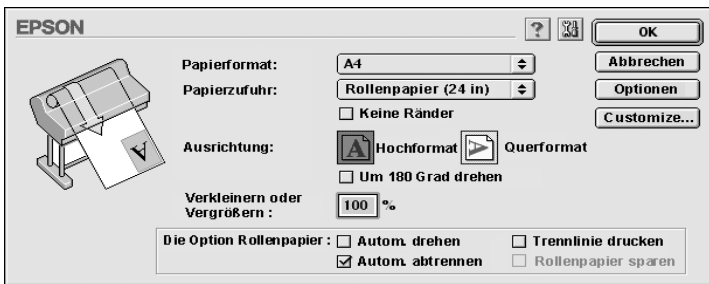 EPSON
?
OK
Papierformat: A4
Abbrechen
Papierzufuhr: Rollenpapier (24 in)
Optionen
Keine Ränder
Customize...
Ausrichtung: A Hochformat A Querformat
Um 180 Grad drehen
Verkleinern oder
Vergrößern : 100 %
Die Option Rollenpapier : Autom. drehen Trennlinie drucken
Autom. abtrennen Rollenpapier sparen
A